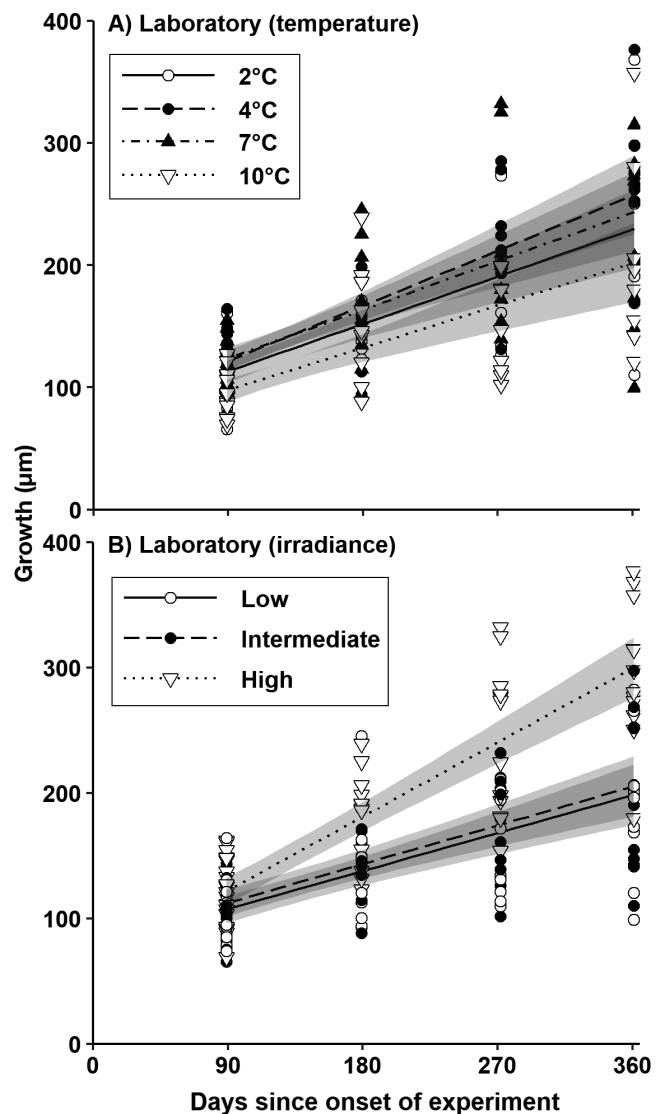 A) Laboratory (temperature)
400
2°C
4°C
7°C
10°C
300
200
100
0
Growth (µm)
B) Laboratory (irradiance)
400
Low
Intermediate
High
300
200
100
0
0 90 180 270 360
Days since onset of experiment